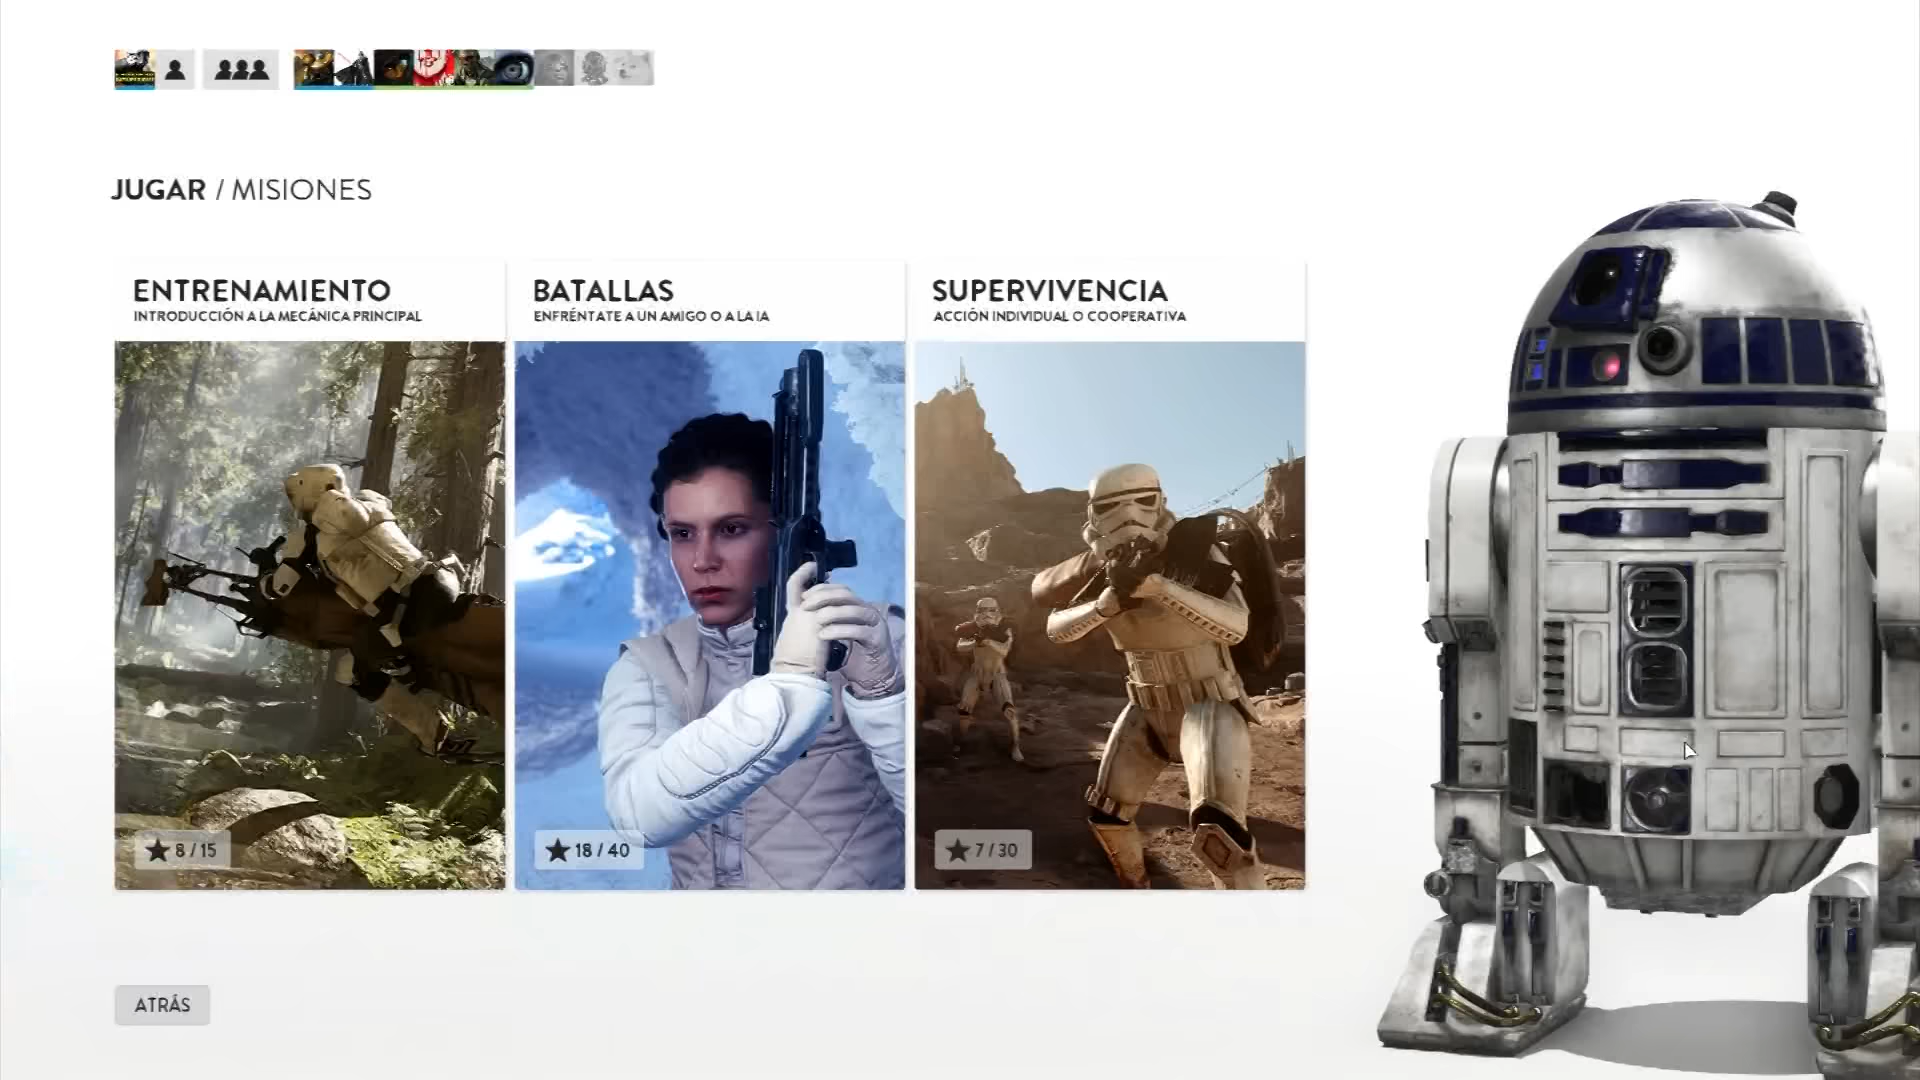 JUGAR / MISIONES
ENTRENAMIENTO
INTRODUCCIÓN A LA MECÁNICA PRINCIPAL
8 / 15
BATALLAS
ENFRÉNTATE A UN AMIGO O A LA IA
18 / 40
SUPERVIVENCIA
ACCIÓN INDIVIDUAL O COOPERATIVA
7 / 30
ATRÁS